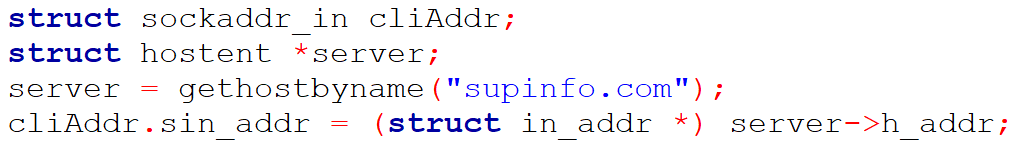 struct sockaddr_in cliAddr;
struct hostent *server;
server = gethostbyname("supinfo.com");
cliAddr.sin_addr = (struct in_addr *) server->h_addr;